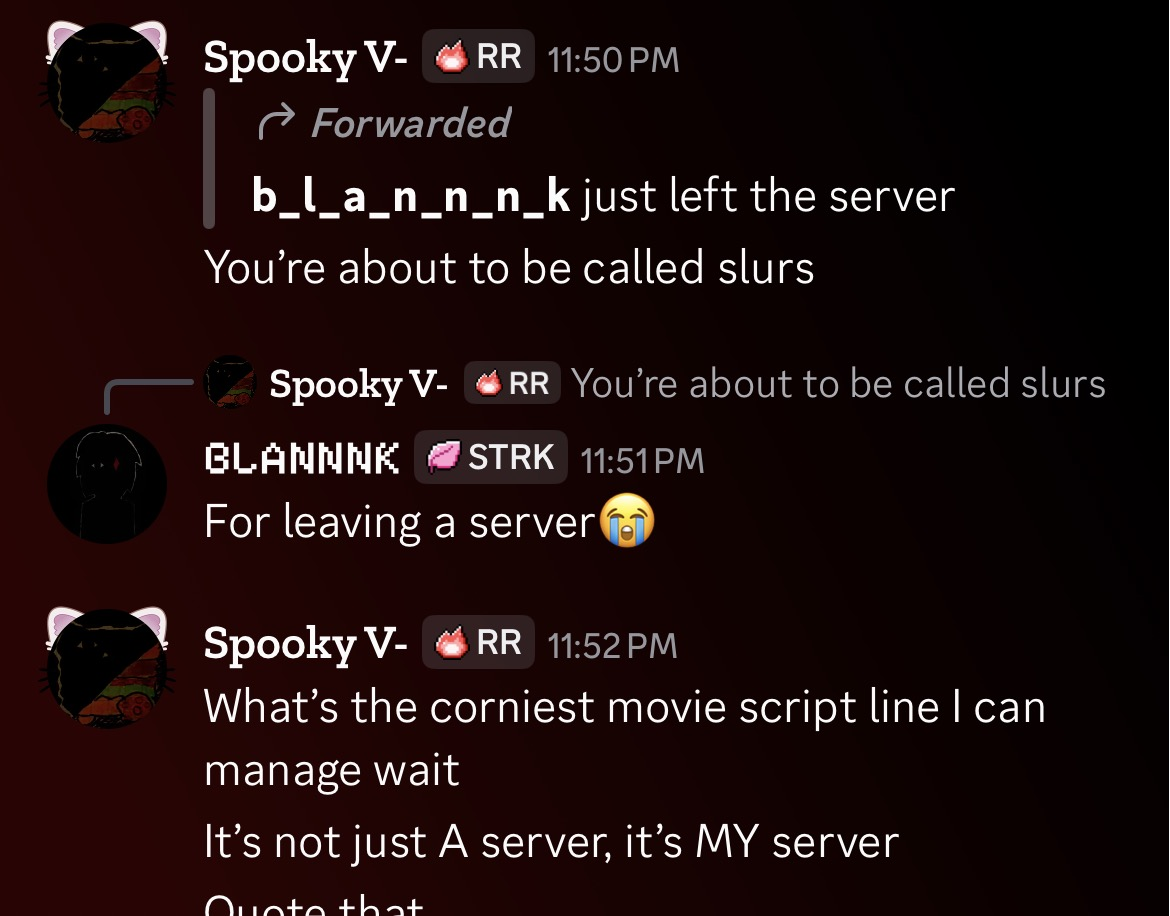 Spooky V- RR 11:50 PM
Forwarded
b_l_a_n_n_n_k just left the server
You’re about to be called slurs
Spooky V- RR You’re about to be called slurs
BLANNNK STRK 11:51 PM
For leaving a server😭
Spooky V- RR 11:52 PM
What’s the corniest movie script line I can
manage wait
It’s not just A server, it’s MY server
Quote that